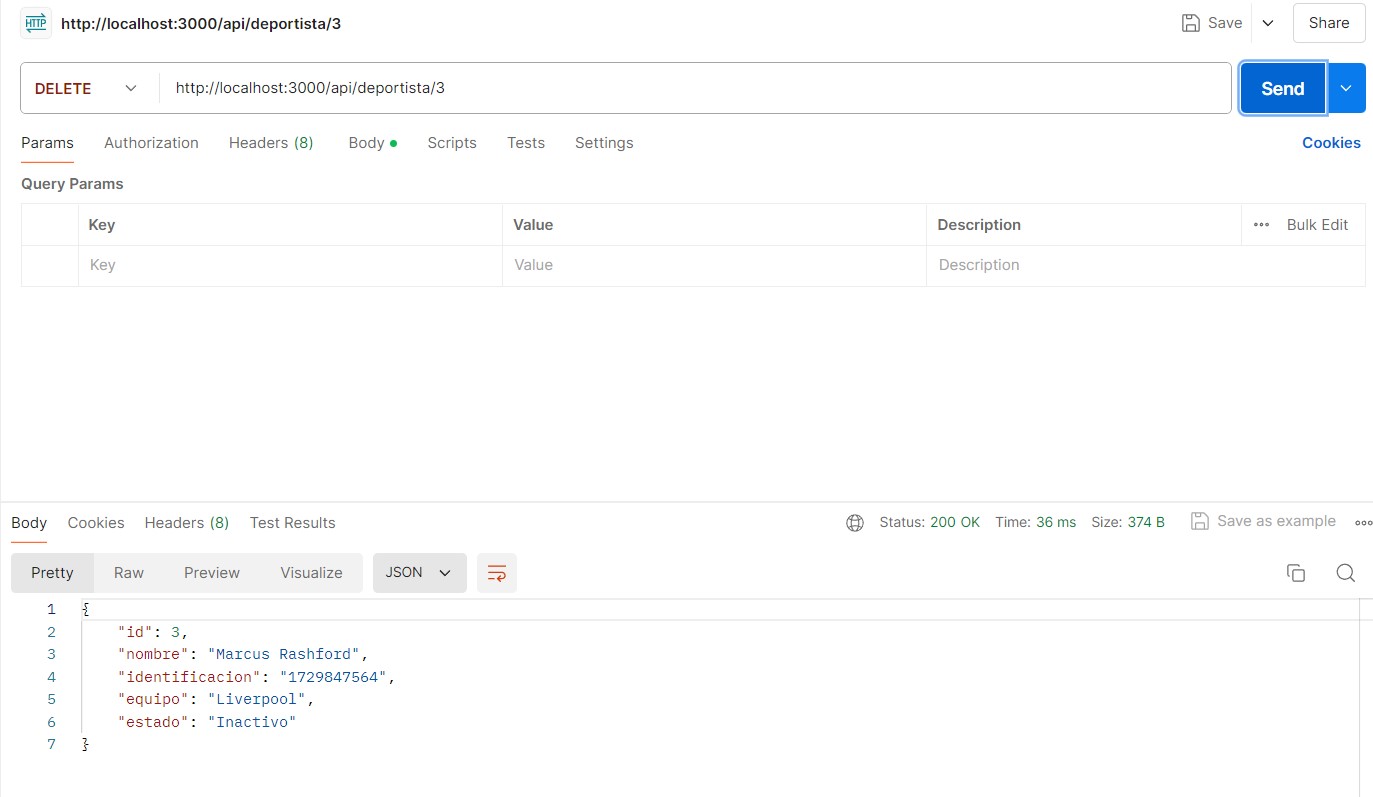 HTTP http://localhost:3000/api/deportista/3 Save Share
DELETE http://localhost:3000/api/deportista/3 Send
Params Authorization Headers (8) Body Scripts Tests Settings Cookies
Query Params
Key Value Description Bulk Edit
Key Value Description
Body Cookies Headers (8) Test Results Status: 200 OK Time: 36 ms Size: 374 B Save as example
Pretty Raw Preview Visualize JSON
1 {
2 "id": 3,
3 "nombre": "Marcus Rashford",
4 "identificacion": "1729847564",
5 "equipo": "Liverpool",
6 "estado": "Inactivo"
7 }